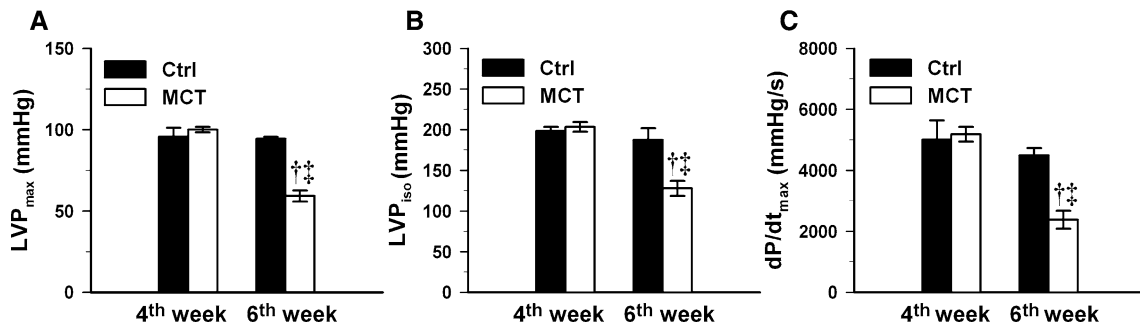 A
LVPmax (mmHg)
150
100
50
0
Ctrl
MCT
†‡
4th week
6th week
B
LVPiso (mmHg)
300
250
200
150
100
50
0
Ctrl
MCT
†‡
4th week
6th week
C
dP/dtmax (mmHg/s)
8000
6000
4000
2000
0
Ctrl
MCT
†‡
4th week
6th week